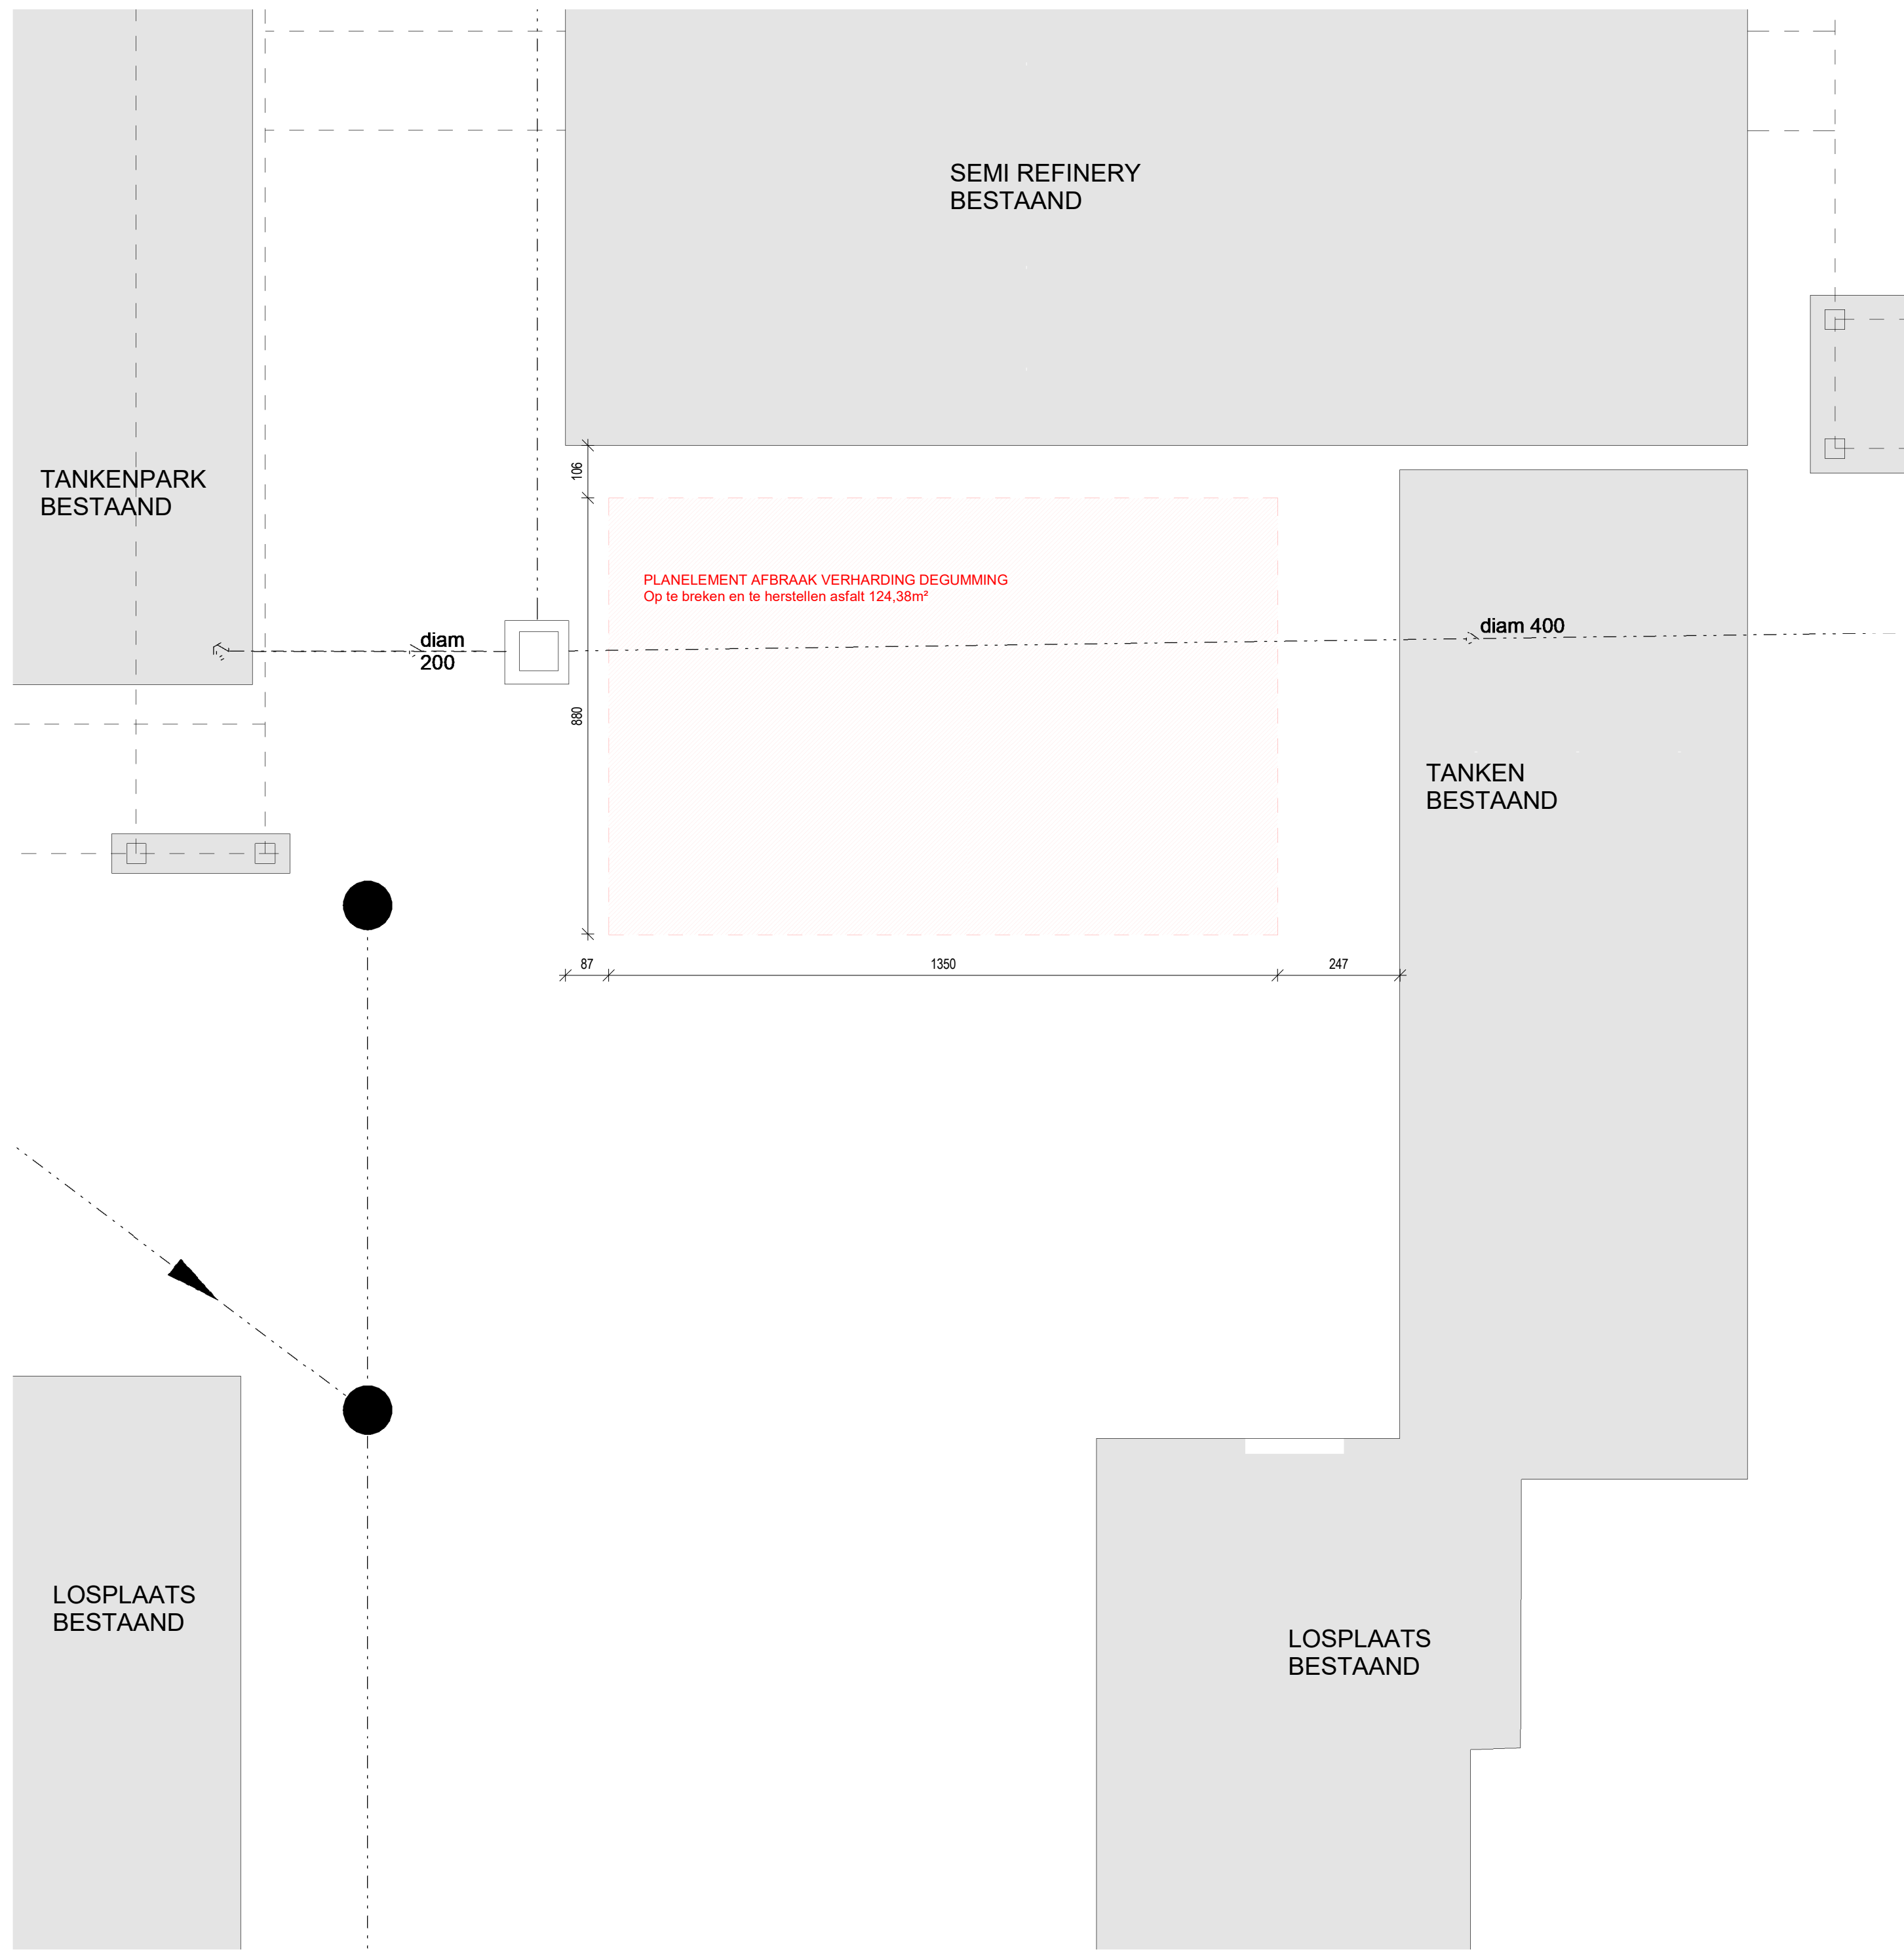 SEMI REFINERY
BESTAAND
TANKENPARK
BESTAAND
106
PLANELEMENT AFBRAAK VERHARDING DEGUMMING
Op te breken en te herstellen asfalt 124,38m²
diam
200
diam 400
880
TANKEN
BESTAAND
87
1350
247
LOSPLAATS
BESTAAND
LOSPLAATS
BESTAAND